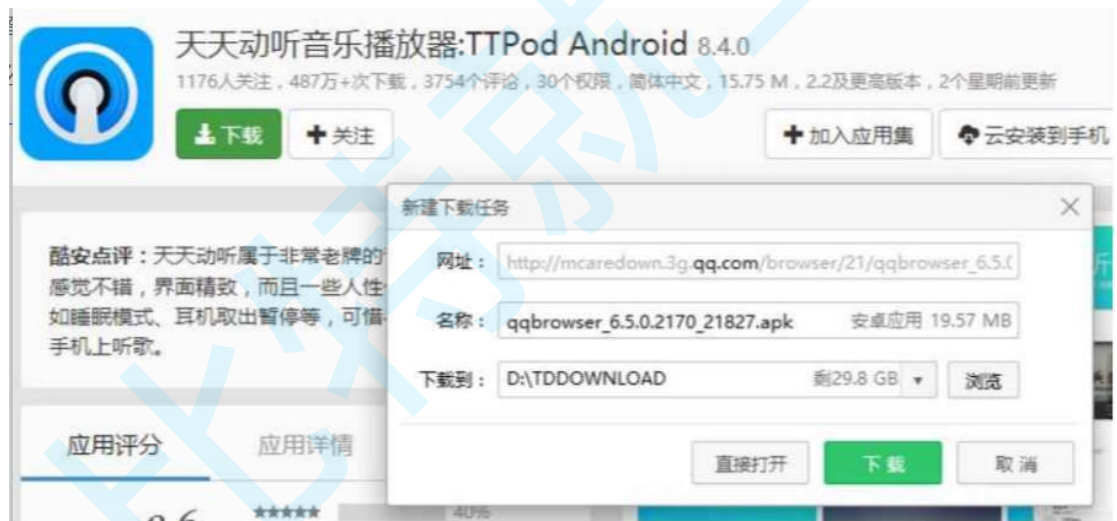 天天动听音乐播放器:TTPod Android 8.4.0
1176人关注，487万+次下载，3754个评论，30个权限，简体中文，15.75 M，2.2及更高版本，2个星期前更新
下载 关注 加入应用集 云安装到手机
新建下载任务
酷安点评：天天动听属于非常老牌的
感觉不错，界面精致，而且一些人性
如睡眠模式、耳机取出暂停等，可惜
手机上听歌。
网址： http://mcaredown.3g.qq.com/browser/21/qqbrowser_6.5.(
名称： qqbrowser_6.5.0.2170_21827.apk 安卓应用 19.57 MB
下载到： D:\TDDOWNLOAD 剩29.8 GB 浏览
直接打开 下载 取消
应用评分 应用详情
40%